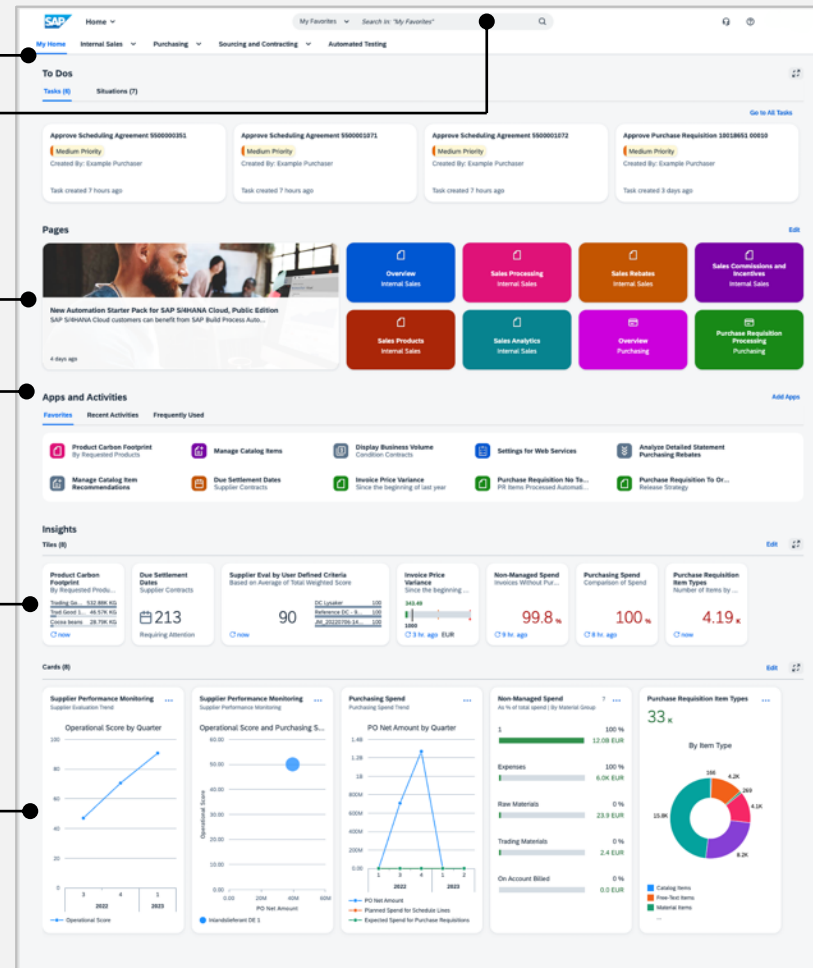 SAP Home My Favorites Search In: "My Favorites"
My Home Internal Sales Purchasing Sourcing and Contracting Automated Testing
To Dos
Tasks (6) Situations (7)
Go to All Tasks
Approve Scheduling Agreement 5500000351
Medium Priority
Created By: Example Purchaser
Task created 7 hours ago
Approve Scheduling Agreement 5500001071
Medium Priority
Created By: Example Purchaser
Task created 7 hours ago
Approve Scheduling Agreement 5500001072
Medium Priority
Created By: Example Purchaser
Task created 7 hours ago
Approve Purchase Requisition 10018651 00010
Medium Priority
Created By: Example Purchaser
Task created 3 days ago
Pages
Edit
New Automation Starter Pack for SAP S/4HANA Cloud, Public Edition
SAP S/4HANA Cloud customers can benefit from SAP Build Process Auto...
4 days ago
Overview
Internal Sales
Sales Processing
Internal Sales
Sales Rebates
Internal Sales
Sales Commissions and
Incentives
Internal Sales
Sales Products
Internal Sales
Sales Analytics
Internal Sales
Overview
Purchasing
Purchase Requisition
Processing
Purchasing
Apps and Activities
Add Apps
Favorites Recent Activities Frequently Used
Product Carbon Footprint
By Requested Products
Manage Catalog Items
Display Business Volume
Condition Contracts
Settings for Web Services
Analyze Detailed Statement
Purchasing Rebates
Manage Catalog Item
Recommendations
Due Settlement Dates
Supplier Contracts
Invoice Price Variance
Since the beginning of last year
Purchase Requisition No To...
PR Items Processed Automati...
Purchase Requisition To Or...
Release Strategy
Insights
Tiles (8)
Edit
Product Carbon
Footprint
By Requested Produ...
Trading Ge... 532.88K KG
Trad Good 1... 46.57K KG
Cocoa beans 28.79K KG
now
Due Settlement
Dates
Supplier Contracts
213
Requiring Attention
Supplier Eval by User Defined Criteria
Based on Average of Total Weighted Score
90
DC Lysaker 100
Reference DC - 9... 100
100
now
Invoice Price
Variance
Since the beginning ...
343.49
1000
3 hr. ago EUR
Non-Managed Spend
Invoices Without Pur...
99.8 %
9 hr. ago
Purchasing Spend
Comparison of Spend
100 %
8 hr. ago
Purchase Requisition
Item Types
Number of Items by ...
4.19 K
now
Cards (8)
Edit
Supplier Performance Monitoring ...
Supplier Evaluation Trend
Operational Score by Quarter
100
80
60
40
20
0
3 4 1
2022 2023
Operational Score
Supplier Performance Monitoring ...
Supplier Performance Monitoring
Operational Score and Purchasing S...
Operational Score
60.00
50.00
40.00
30.00
20.00
10.00
0.00
0.00 20M 40M 60M
PO Net Amount
Inlandslieferant DE 1
Purchasing Spend ...
Purchasing Spend Trend
PO Net Amount by Quarter
1.4B
1.2B
1B
800M
600M
400M
200M
0.00
1 3 4 1 2
2022 2023
PO Net Amount
Planned Spend for Schedule Lines
Expected Spend for Purchase Requisitions
Non-Managed Spend ? ...
As % of total spend | By Material Group
1 100 %
12.0B EUR
Expenses 100 %
6.0K EUR
Raw Materials 0 %
23.9 EUR
Trading Materials 0 %
2.4 EUR
On Account Billed 0 %
0.0 EUR
Purchase Requisition Item Types ...
33 K
By Item Type
166
4.2K
269
4.1K
8.2K
15.8K
Catalog Items
Free-Text Items
Material Items
...